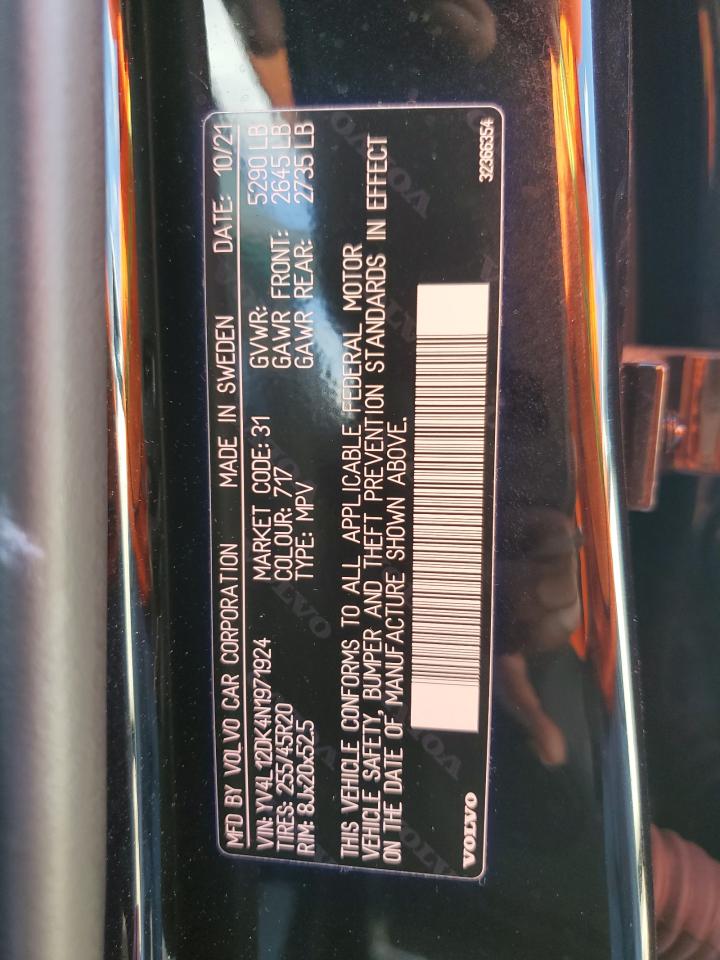 MFD BY VOLVO CAR CORPORATION MADE IN SWEDEN DATE: 10/21
VIN: YV4L12DK4N1971924 MARKET CODE: 31 GVWR: 5290 LB
TIRES: 255/45R20 COLOUR: 717 GAWR FRONT: 2645 LB
RIM: 8Jx20x52.5 TYPE: MPV GAWR REAR: 2735 LB
THIS VEHICLE CONFORMS TO ALL APPLICABLE FEDERAL MOTOR
VEHICLE SAFETY, BUMPER AND THEFT PREVENTION STANDARDS IN EFFECT
ON THE DATE OF MANUFACTURE SHOWN ABOVE.
VOLVO 32366354